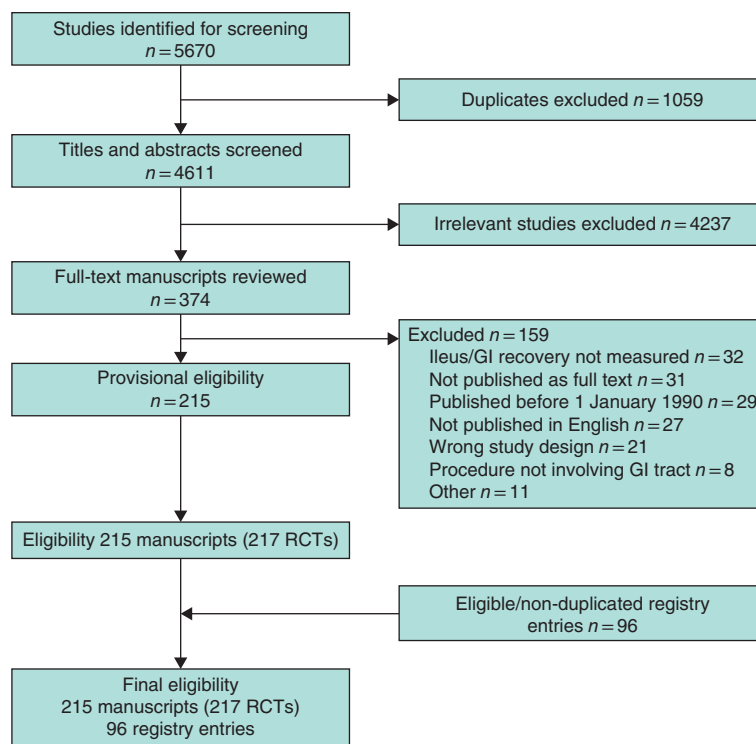 Studies identified for screening
n = 5670
Duplicates excluded n = 1059
Titles and abstracts screened
n = 4611
Irrelevant studies excluded n = 4237
Full-text manuscripts reviewed
n = 374
Excluded n = 159
Ileus/GI recovery not measured n = 32
Not published as full text n = 31
Published before 1 January 1990 n = 29
Not published in English n = 27
Wrong study design n = 21
Procedure not involving GI tract n = 8
Other n = 11
Provisional eligibility
n = 215
Eligibility 215 manuscripts (217 RCTs)
Eligible/non-duplicated registry
entries n = 96
Final eligibility
215 manuscripts (217 RCTs)
96 registry entries